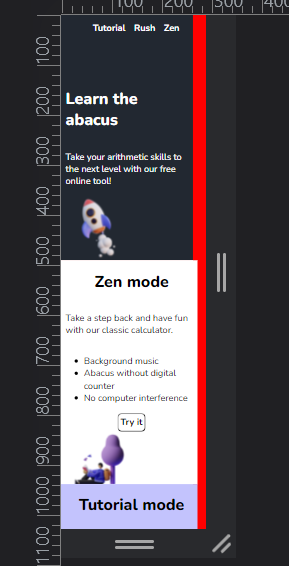 100
200
300
400
Tutorial Rush Zen
100
Learn the
abacus
200
Take your arithmetic skills to
the next level with our free
online tool!
300
400
500
Zen mode
600
Take a step back and have fun
with our classic calculator.
700
Background music
Abacus without digital
counter
No computer interference
800
Try it
900
1000
Tutorial mode
1100